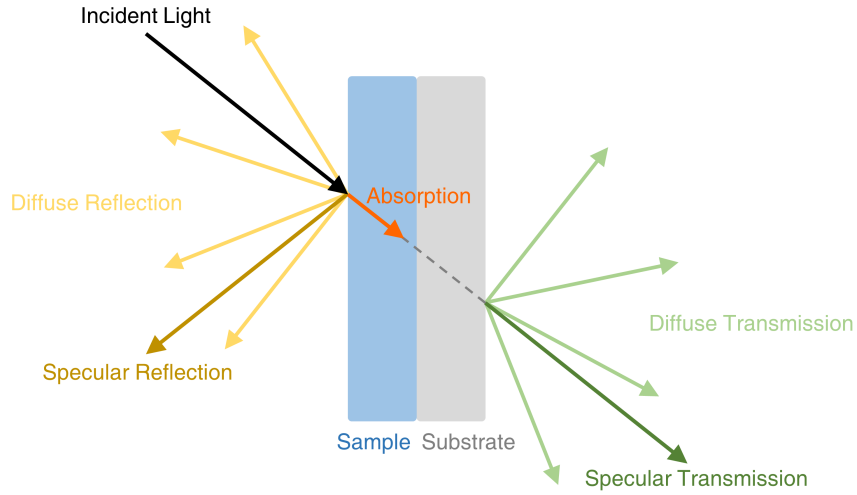 Incident Light
Absorption
Diffuse Reflection
Diffuse Transmission
Specular Reflection
Sample
Substrate
Specular Transmission